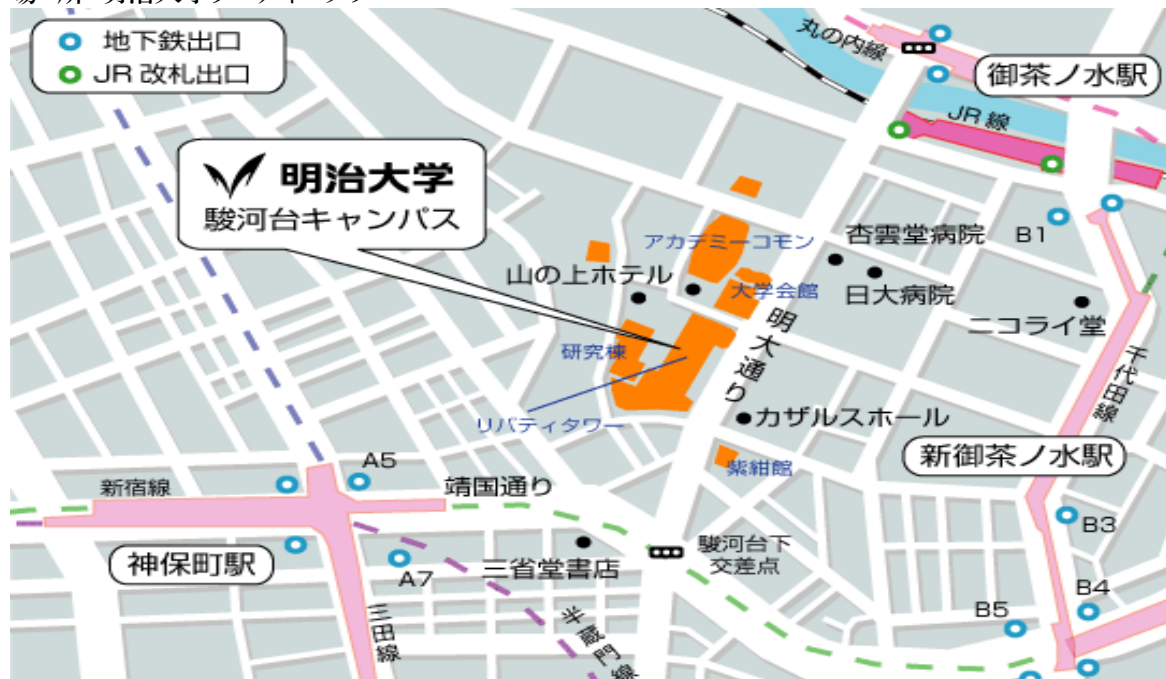 地下鉄出口
JR 改札出口
丸の内線
御茶ノ水駅
JR 線
明治大学
駿河台キャンパス
アカデミーコモン
杏雲堂病院
B1
山の上ホテル
大学会館
日大病院
ニコライ堂
明大通り
研究棟
千代田線
リバティタワー
カザルスホール
紫紺館
新御茶ノ水駅
A5
新宿線
靖国通り
B3
神保町駅
A7
三省堂書店
駿河台下
交差点
三田線
半蔵門線
B5
B4